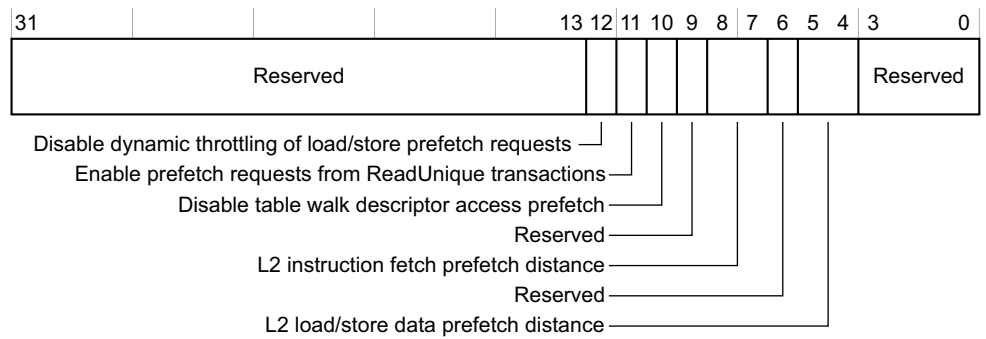 31 13 12 11 10 9 8 7 6 5 4 3 0
Reserved Reserved
Disable dynamic throttling of load/store prefetch requests
Enable prefetch requests from ReadUnique transactions
Disable table walk descriptor access prefetch
Reserved
L2 instruction fetch prefetch distance
Reserved
L2 load/store data prefetch distance